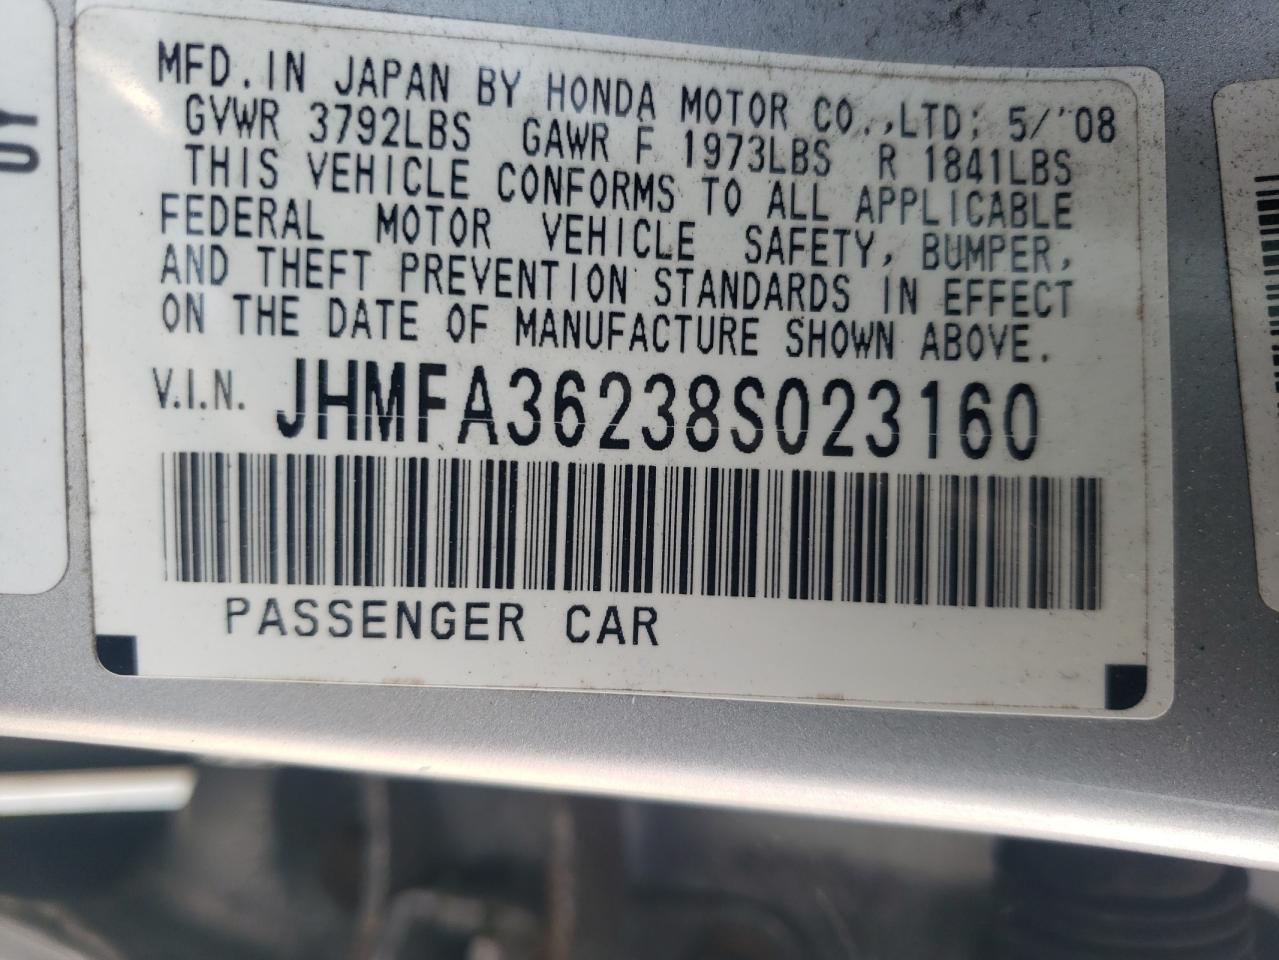 MFD. IN JAPAN BY HONDA MOTOR CO., LTD: 5/'08
GVWR 3792LBS GAWR F 1973LBS R 1841LBS
THIS VEHICLE CONFORMS TO ALL APPLICABLE
FEDERAL MOTOR VEHICLE SAFETY, BUMPER,
AND THEFT PREVENTION STANDARDS IN EFFECT
ON THE DATE OF MANUFACTURE SHOWN ABOVE.
V.I.N. JHMFA36238S023160
PASSENGER CAR